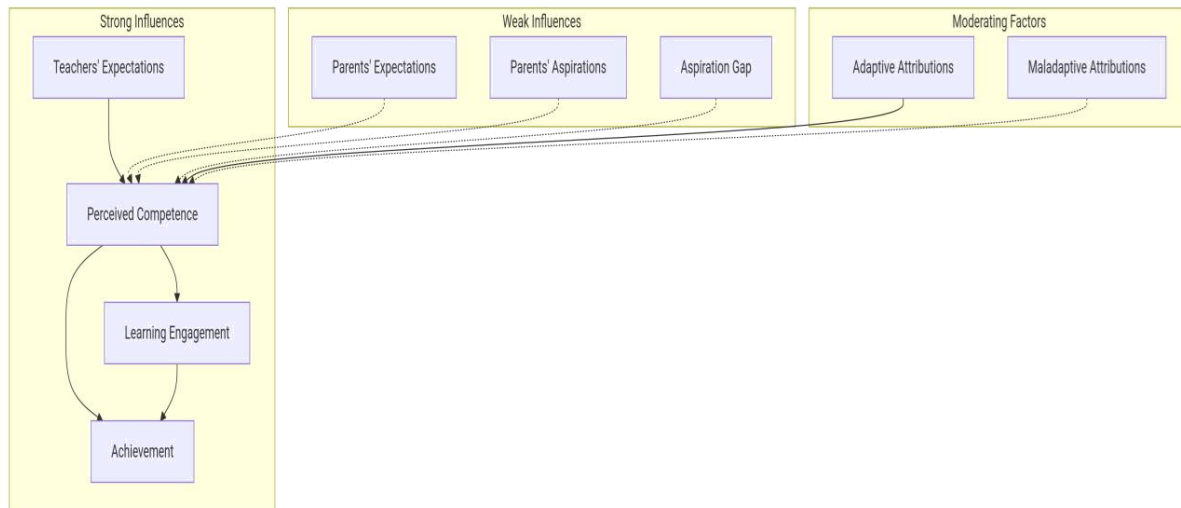 Strong Influences
Weak Influences
Moderating Factors
Teachers' Expectations
Parents' Expectations
Parents' Aspirations
Aspiration Gap
Adaptive Attributions
Maladaptive Attributions
Perceived Competence
Learning Engagement
Achievement